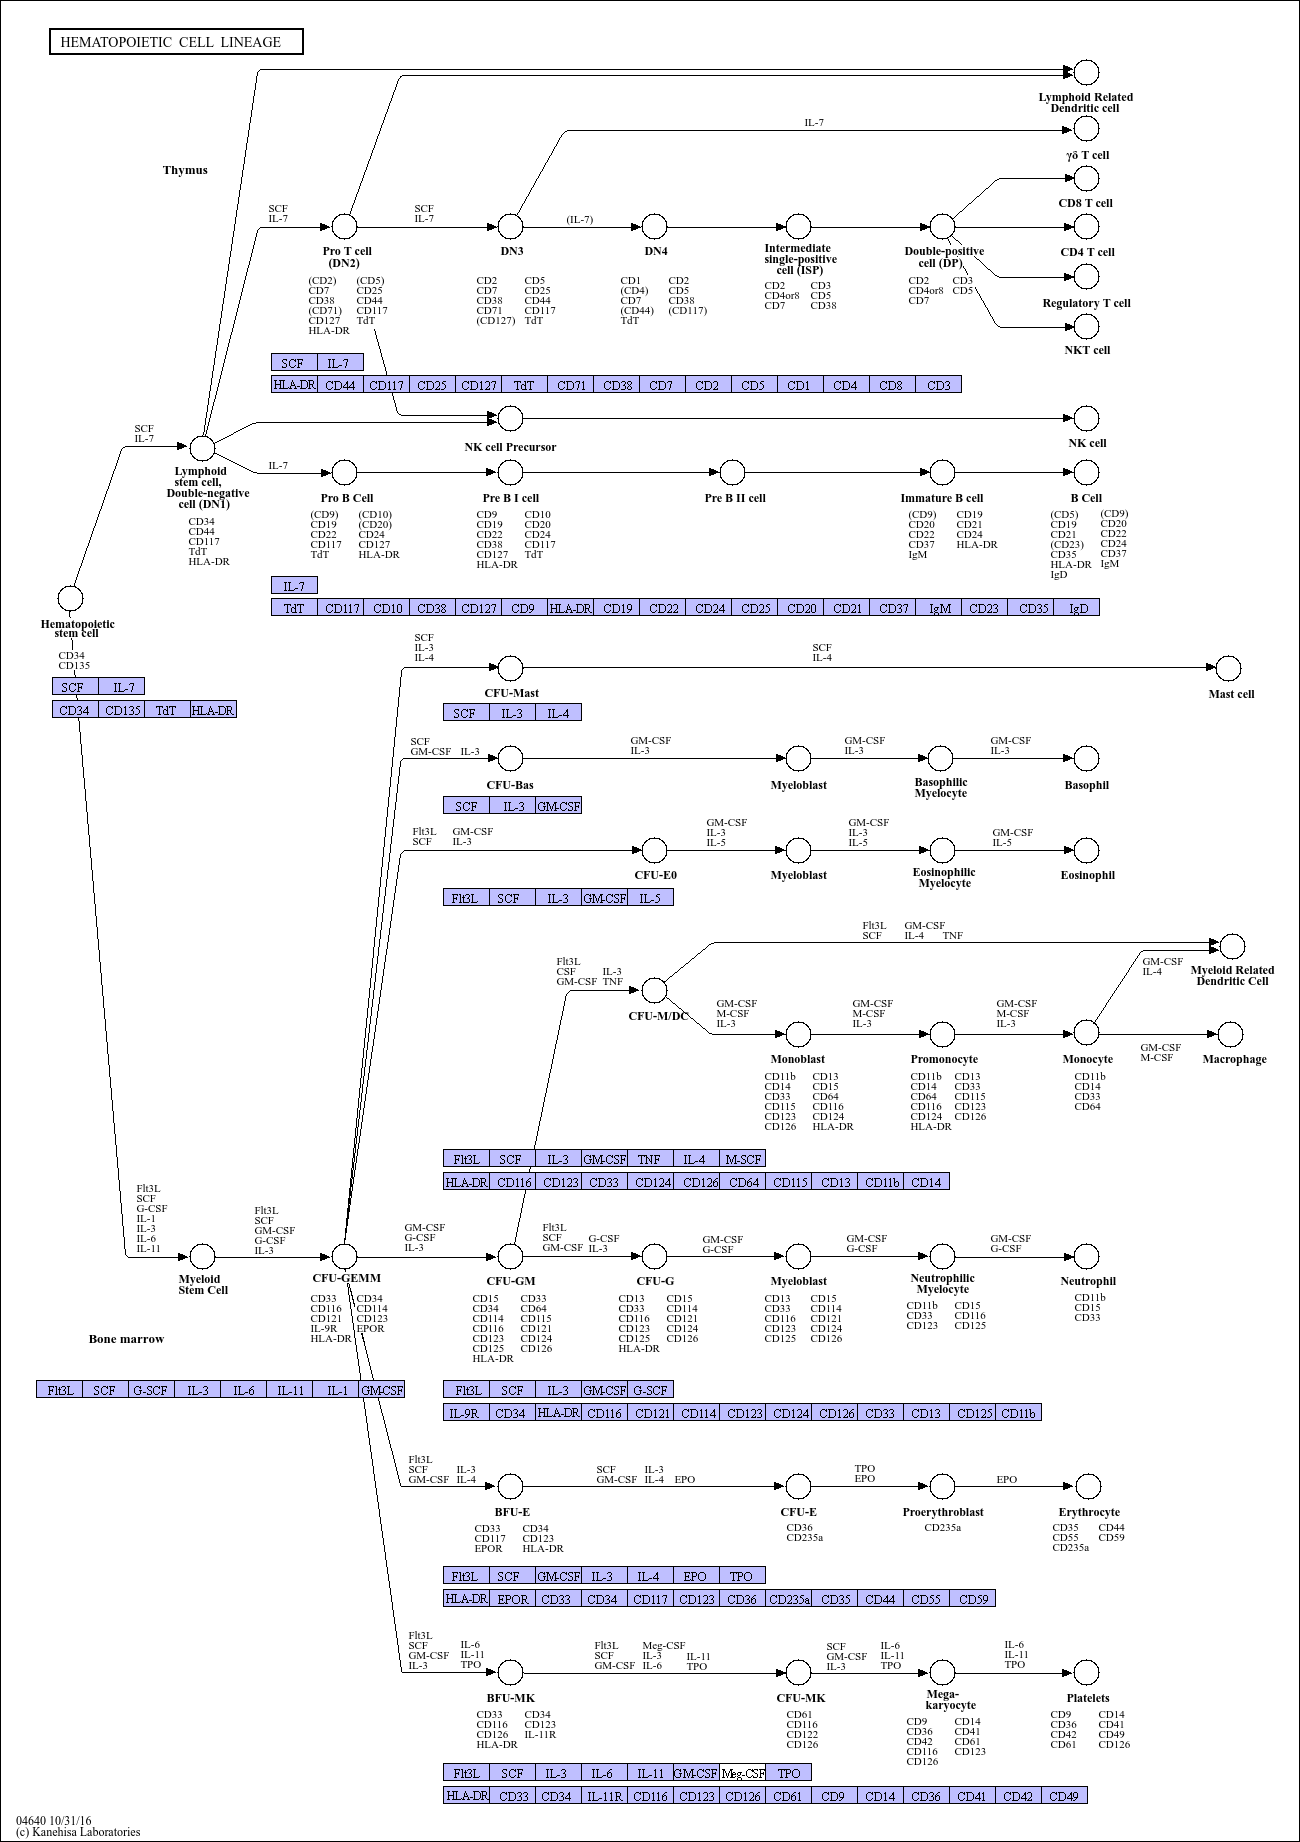 HEMATOPOIETIC CELL LINEAGE
Lymphoid Related
Dendritic cell
IL-7
γδ T cell
Thymus
CD8 T cell
SCF
IL-7
SCF
IL-7
(IL-7)
Pro T cell
(DN2)
DN3
DN4
Intermediate
single-positive
cell (ISP)
Double-positive
cell (DP)
CD4 T cell
(CD2) (CD5)
CD7 CD25
CD38 CD44
(CD71) CD117
CD127 TdT
HLA-DR
CD2 CD5
CD7 CD25
CD38 CD44
CD71 CD117
(CD127) TdT
CD1 CD2
(CD4) CD5
CD7 CD38
(CD44) (CD117)
TdT
CD2 CD3
CD4or8 CD5
CD7 CD38
CD2 CD3
CD4or8 CD5
CD7
Regulatory T cell
NKT cell
SCF IL-7
HLA-DR CD44 CD117 CD25 CD127 TdT CD71 CD38 CD7 CD2 CD5 CD1 CD4 CD8 CD3
SCF
IL-7
NK cell Precursor
NK cell
IL-7
Lymphoid
stem cell,
Double-negative
cell (DN1)
CD34
CD44
CD117
TdT
HLA-DR
Pro B Cell
Pre B I cell
Pre B II cell
Immature B cell
B Cell
(CD9) (CD10)
CD19 (CD20)
CD22 CD24
CD117 CD127
TdT HLA-DR
CD9 CD10
CD19 CD20
CD22 CD24
CD38 CD117
CD127 TdT
HLA-DR
(CD9) CD19
CD20 CD21
CD22 CD24
CD37 HLA-DR
IgM
(CD5) (CD9)
CD19 CD20
CD21 CD22
(CD23) CD24
CD35 CD37
HLA-DR IgM
IgD
IL-7
TdT CD117 CD10 CD38 CD127 CD9 HLA-DR CD19 CD22 CD24 CD25 CD20 CD21 CD37 IgM CD23 CD35 IgD
Hematopoietic
stem cell
CD34
CD135
SCF IL-7
CD34 CD135 TdT HLA-DR
SCF
IL-3
IL-4
SCF
IL-4
CFU-Mast
Mast cell
SCF IL-3 IL-4
SCF
GM-CSF IL-3
GM-CSF
IL-3
GM-CSF
IL-3
GM-CSF
IL-3
CFU-Bas
Myeloblast
Basophilic
Myelocyte
Basophil
SCF IL-3 GM-CSF
Flt3L GM-CSF
SCF IL-3
GM-CSF
IL-3
IL-5
GM-CSF
IL-3
IL-5
GM-CSF
IL-5
CFU-E0
Myeloblast
Eosinophilic
Myelocyte
Eosinophil
Flt3L SCF IL-3 GM-CSF IL-5
Flt3L GM-CSF
SCF IL-4 TNF
Flt3L
CSF IL-3
GM-CSF TNF
GM-CSF
IL-4
Myeloid Related
Dendritic Cell
CFU-M/DC
GM-CSF
M-CSF
IL-3
GM-CSF
M-CSF
IL-3
GM-CSF
M-CSF
IL-3
GM-CSF
M-CSF
Monoblast
Promonocyte
Monocyte
Macrophage
CD11b CD13
CD14 CD15
CD33 CD64
CD115 CD116
CD123 CD124
CD126 HLA-DR
CD11b CD13
CD14 CD33
CD64 CD115
CD116 CD123
CD124 CD126
HLA-DR
CD11b
CD14
CD33
CD64
Flt3L SCF IL-3 GM-CSF TNF IL-4 M-SCF
HLA-DR CD116 CD123 CD33 CD124 CD126 CD64 CD115 CD13 CD11b CD14
Flt3L
SCF
G-CSF
IL-1
IL-3
IL-6
IL-11
Flt3L
SCF
GM-CSF
G-CSF
IL-3
GM-CSF
G-CSF
IL-3
Flt3L
SCF G-CSF
GM-CSF IL-3
GM-CSF
G-CSF
GM-CSF
G-CSF
GM-CSF
G-CSF
Myeloid
Stem Cell
CFU-GEMM
CFU-GM
CFU-G
Myeloblast
Neutrophilic
Myelocyte
Neutrophil
CD33 CD34
CD116 CD114
CD121 CD123
IL-9R EPOR
HLA-DR
CD15 CD33
CD34 CD64
CD114 CD115
CD116 CD121
CD123 CD124
CD125 CD126
HLA-DR
CD13 CD15
CD33 CD114
CD116 CD121
CD123 CD124
CD125 CD126
HLA-DR
CD13 CD15
CD33 CD114
CD116 CD121
CD123 CD124
CD125 CD126
CD11b CD15
CD33 CD116
CD123 CD125
CD11b
CD15
CD33
Bone marrow
Flt3L SCF G-SCF IL-3 IL-6 IL-11 IL-1 GM-CSF
Flt3L SCF IL-3 GM-CSF G-SCF
IL-9R CD34 HLA-DR CD116 CD121 CD114 CD123 CD124 CD126 CD33 CD13 CD125 CD11b
Flt3L
SCF IL-3
GM-CSF IL-4
SCF IL-3
GM-CSF IL-4 EPO
TPO
EPO
EPO
BFU-E
CFU-E
Proerythroblast
Erythrocyte
CD33 CD34
CD117 CD123
EPOR HLA-DR
CD36
CD235a
CD235a
CD35 CD44
CD55 CD59
CD235a
Flt3L SCF GM-CSF IL-3 IL-4 EPO TPO
HLA-DR EPOR CD33 CD34 CD117 CD123 CD36 CD235a CD35 CD44 CD55 CD59
Flt3L
SCF IL-6
GM-CSF IL-11
IL-3 TPO
Flt3L Meg-CSF
SCF IL-3 IL-11
GM-CSF IL-6 TPO
SCF IL-6
GM-CSF IL-11
IL-3 TPO
IL-6
IL-11
TPO
BFU-MK
CFU-MK
Mega-
karyocyte
Platelets
CD33 CD34
CD116 CD123
CD126 IL-11R
HLA-DR
CD61
CD116
CD122
CD126
CD9 CD14
CD36 CD41
CD42 CD61
CD116 CD123
CD126
CD9 CD14
CD36 CD41
CD42 CD49
CD61 CD126
Flt3L SCF IL-3 IL-6 IL-11 GM-CSF Meg-CSF TPO
HLA-DR CD33 CD34 IL-11R CD116 CD123 CD126 CD61 CD9 CD14 CD36 CD41 CD42 CD49
04640 10/31/16
(c) Kanehisa Laboratories